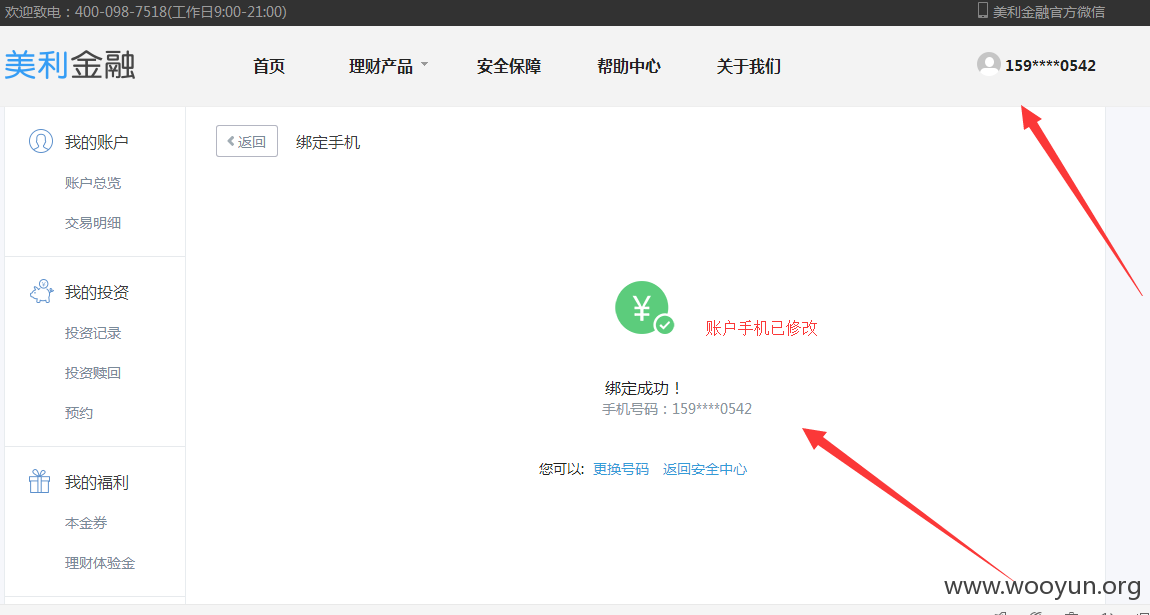 欢迎致电：400-098-7518(工作日9:00-21:00)
美利金融官方微信
美利金融
首页 理财产品 安全保障 帮助中心 关于我们
159****0542
我的账户
账户总览
交易明细
我的投资
投资记录
投资赎回
预约
我的福利
本金券
理财体验金
返回 绑定手机
¥
账户手机已修改
绑定成功！
手机号码：159****0542
您可以: 更换号码 返回安全中心
www.wooyun.org